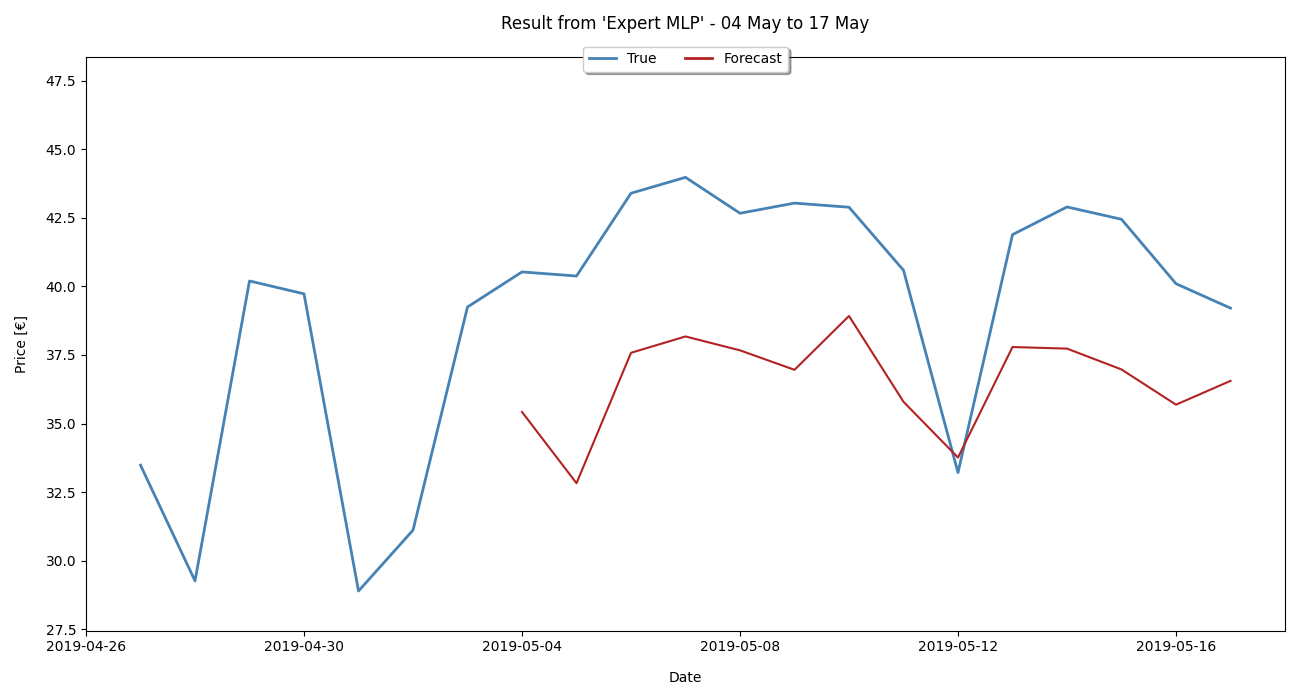 Result from 'Expert MLP' - 04 May to 17 May
True Forecast
47.5
45.0
42.5
40.0
37.5
35.0
32.5
30.0
27.5
Price [€]
2019-04-26 2019-04-30 2019-05-04 2019-05-08 2019-05-12 2019-05-16
Date